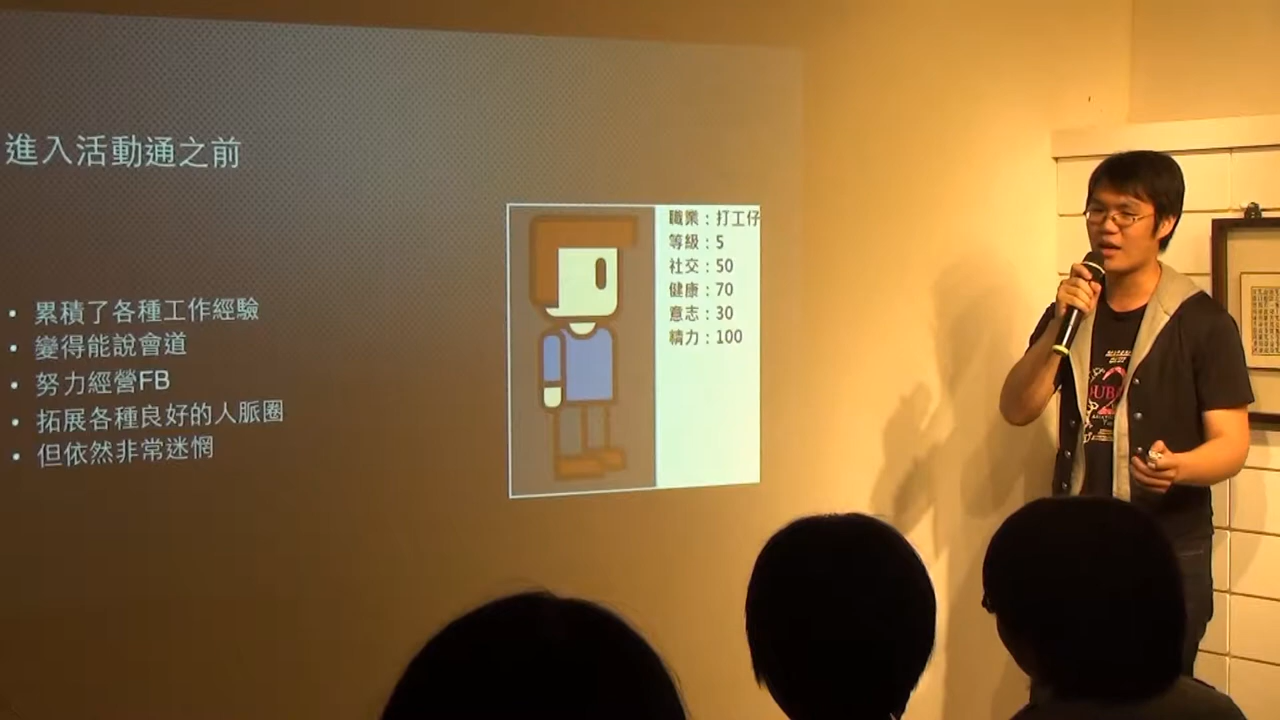 進入活動通之前
• 累積了各種工作經驗
• 變得能說會道
• 努力經營FB
• 拓展各種良好的人脈圈
• 但依然非常迷惘
職業：打工仔
等級：5
社交：50
健康：70
意志：30
精力：100